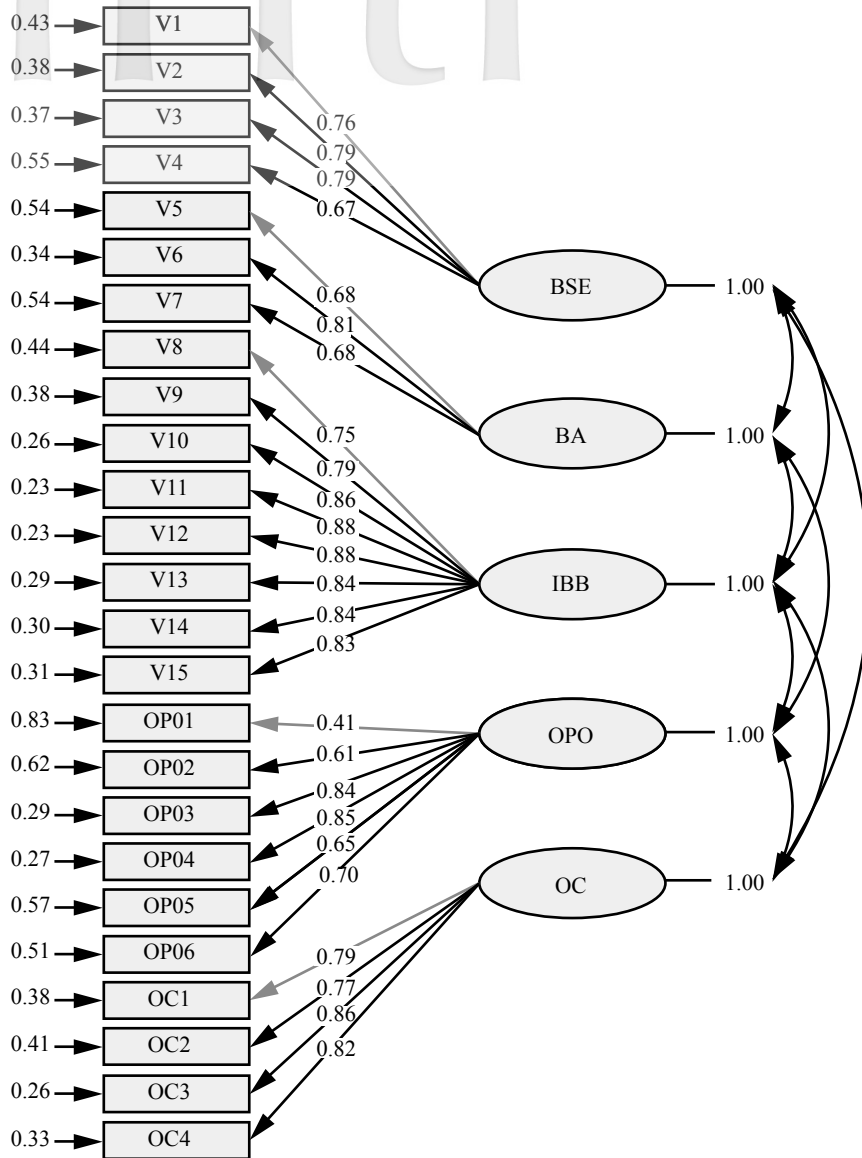 0.43 V1
0.38 V2
0.37 V3
0.76
0.55 V4
0.79
0.79
0.54 V5
0.67
0.34 V6
BSE 1.00
0.54 V7
0.68
0.81
0.44 V8
0.68
0.38 V9
0.75
BA 1.00
0.26 V10
0.79
0.23 V11
0.86
0.88
0.23 V12
0.88
0.29 V13
0.84
IBB 1.00
0.30 V14
0.84
0.83
0.31 V15
0.83 OP01
0.41
OPO 1.00
0.62 OP02
0.61
0.84
0.29 OP03
0.85
0.65
0.27 OP04
0.70
OC 1.00
0.57 OP05
0.51 OP06
0.79
0.38 OC1
0.77
0.86
0.41 OC2
0.82
0.26 OC3
0.33 OC4